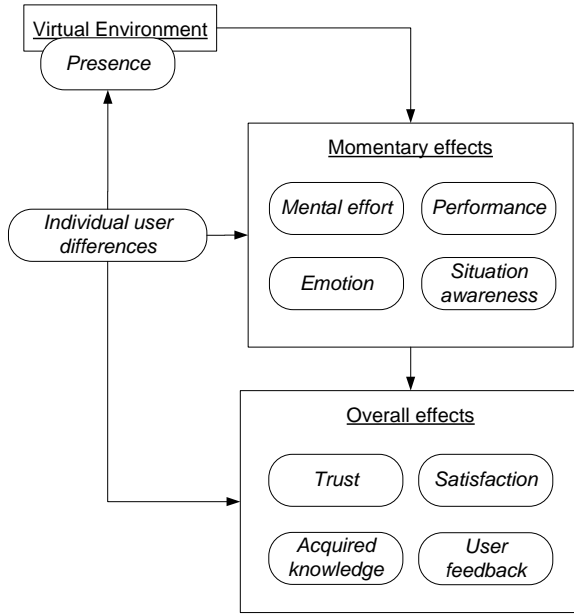 Virtual Environment
Presence
Momentary effects
Mental effort
Performance
Individual user
differences
Emotion
Situation
awareness
Overall effects
Trust
Satisfaction
Acquired
knowledge
User
feedback